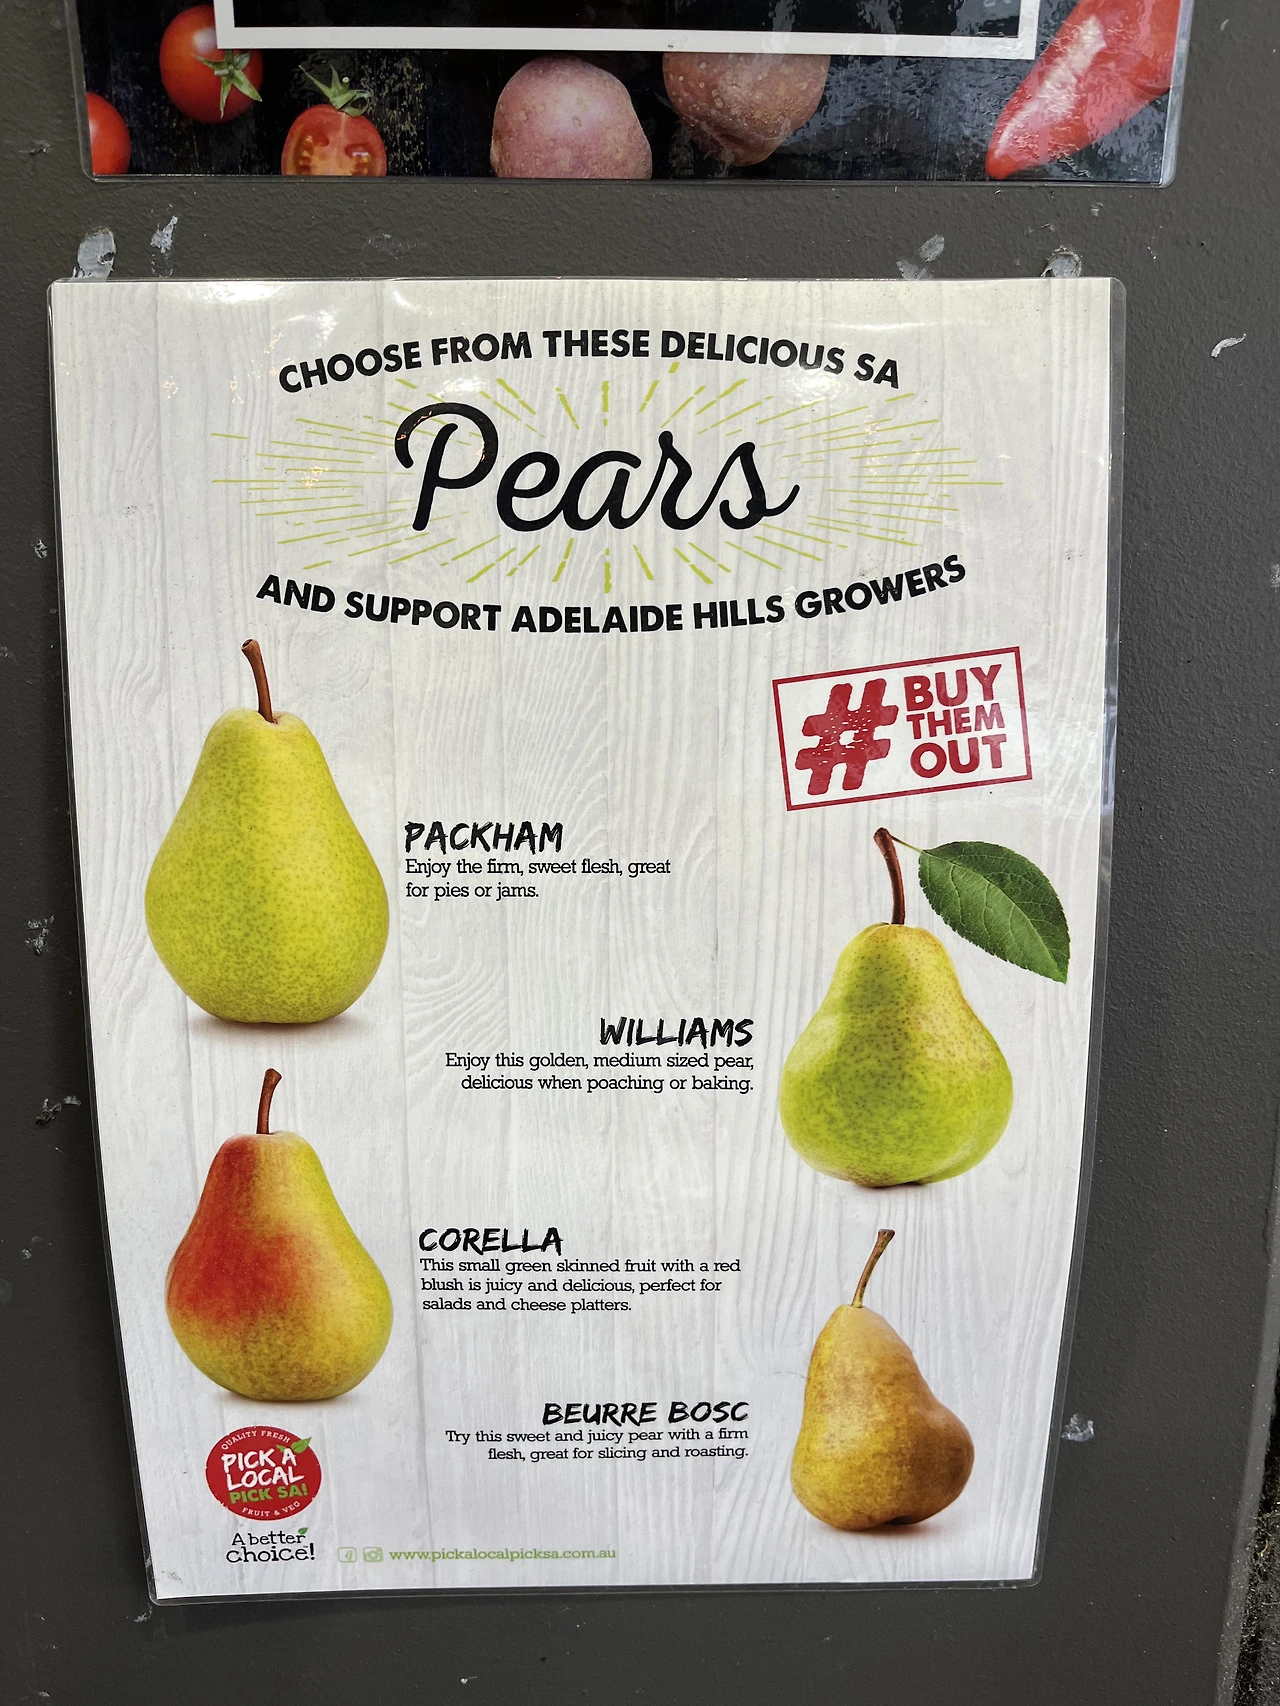 CHOOSE FROM THESE DELICIOUS SA
Pears
AND SUPPORT ADELAIDE HILLS GROWERS
#BUY
THEM
OUT
PACKHAM
Enjoy the firm, sweet flesh, great
for pies or jams.
WILLIAMS
Enjoy this golden, medium sized pear,
delicious when poaching or baking.
CORELLA
This small green skinned fruit with a red
blush is juicy and delicious, perfect for
salads and cheese platters.
BEURRE BOSC
Try this sweet and juicy pear with a firm
flesh, great for slicing and roasting.
QUALITY FRESH
PICK A
LOCAL
PICK SA!
FRUIT & VEG
A better
choice!
www.pickalocalpicksa.com.au